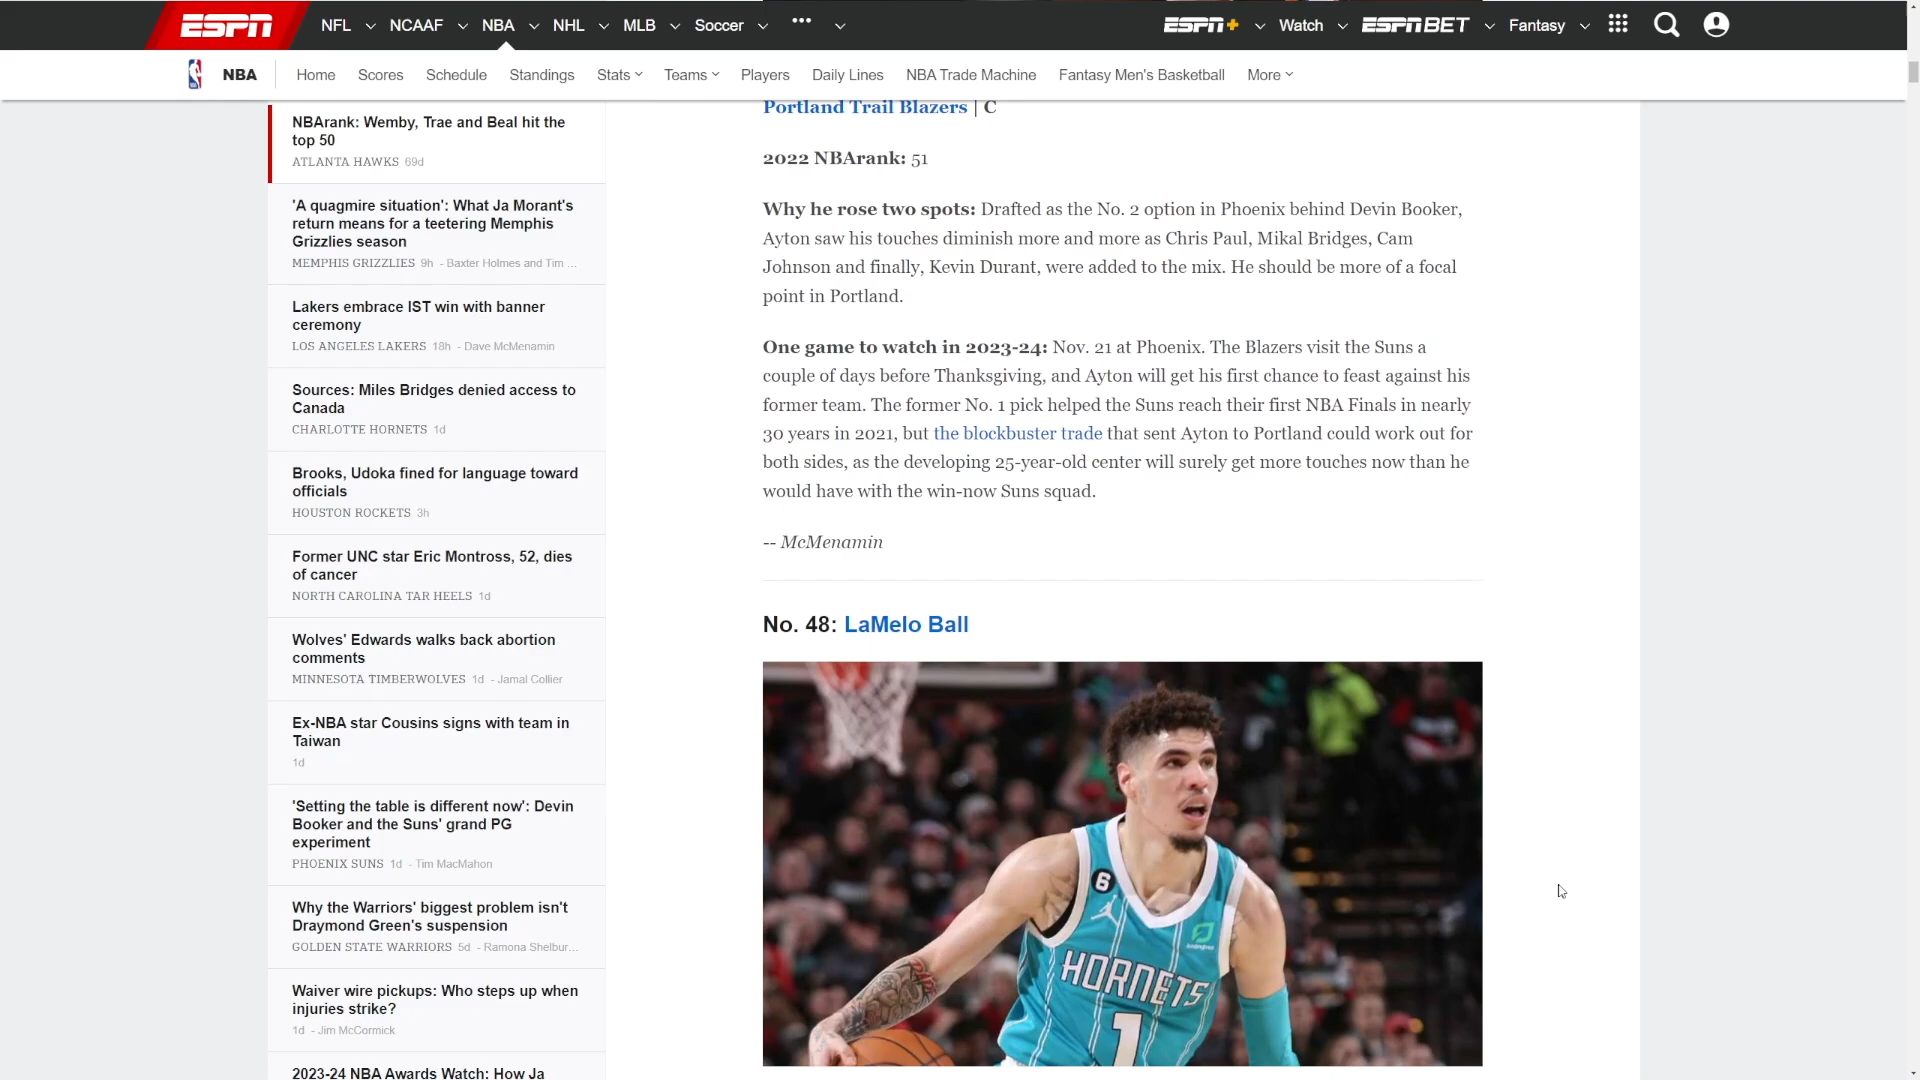 ESPN NFL NCAAF NBA NHL MLB Soccer ••• ESPN+ Watch ESPN BET Fantasy
NBA Home Scores Schedule Standings Stats Teams Players Daily Lines NBA Trade Machine Fantasy Men's Basketball More
NBArank: Wemby, Trae and Beal hit the
top 50
ATLANTA HAWKS 69d
'A quagmire situation': What Ja Morant's
return means for a teetering Memphis
Grizzlies season
MEMPHIS GRIZZLIES 9h - Baxter Holmes and Tim ...
Lakers embrace IST win with banner
ceremony
LOS ANGELES LAKERS 18h - Dave McMenamin
Sources: Miles Bridges denied access to
Canada
CHARLOTTE HORNETS 1d
Brooks, Udoka fined for language toward
officials
HOUSTON ROCKETS 3h
Former UNC star Eric Montross, 52, dies
of cancer
NORTH CAROLINA TAR HEELS 1d
Wolves' Edwards walks back abortion
comments
MINNESOTA TIMBERWOLVES 1d - Jamal Collier
Ex-NBA star Cousins signs with team in
Taiwan
1d
'Setting the table is different now': Devin
Booker and the Suns' grand PG
experiment
PHOENIX SUNS 1d - Tim MacMahon
Why the Warriors' biggest problem isn't
Draymond Green's suspension
GOLDEN STATE WARRIORS 5d - Ramona Shelbur...
Waiver wire pickups: Who steps up when
injuries strike?
1d - Jim McCormick
2023-24 NBA Awards Watch: How Ja
Portland Trail Blazers | C
2022 NBArank: 51
Why he rose two spots: Drafted as the No. 2 option in Phoenix behind Devin Booker,
Ayton saw his touches diminish more and more as Chris Paul, Mikal Bridges, Cam
Johnson and finally, Kevin Durant, were added to the mix. He should be more of a focal
point in Portland.
One game to watch in 2023-24: Nov. 21 at Phoenix. The Blazers visit the Suns a
couple of days before Thanksgiving, and Ayton will get his first chance to feast against his
former team. The former No. 1 pick helped the Suns reach their first NBA Finals in nearly
30 years in 2021, but the blockbuster trade that sent Ayton to Portland could work out for
both sides, as the developing 25-year-old center will surely get more touches now than he
would have with the win-now Suns squad.
-- McMenamin
No. 48: LaMelo Ball
6
HORNETS
1